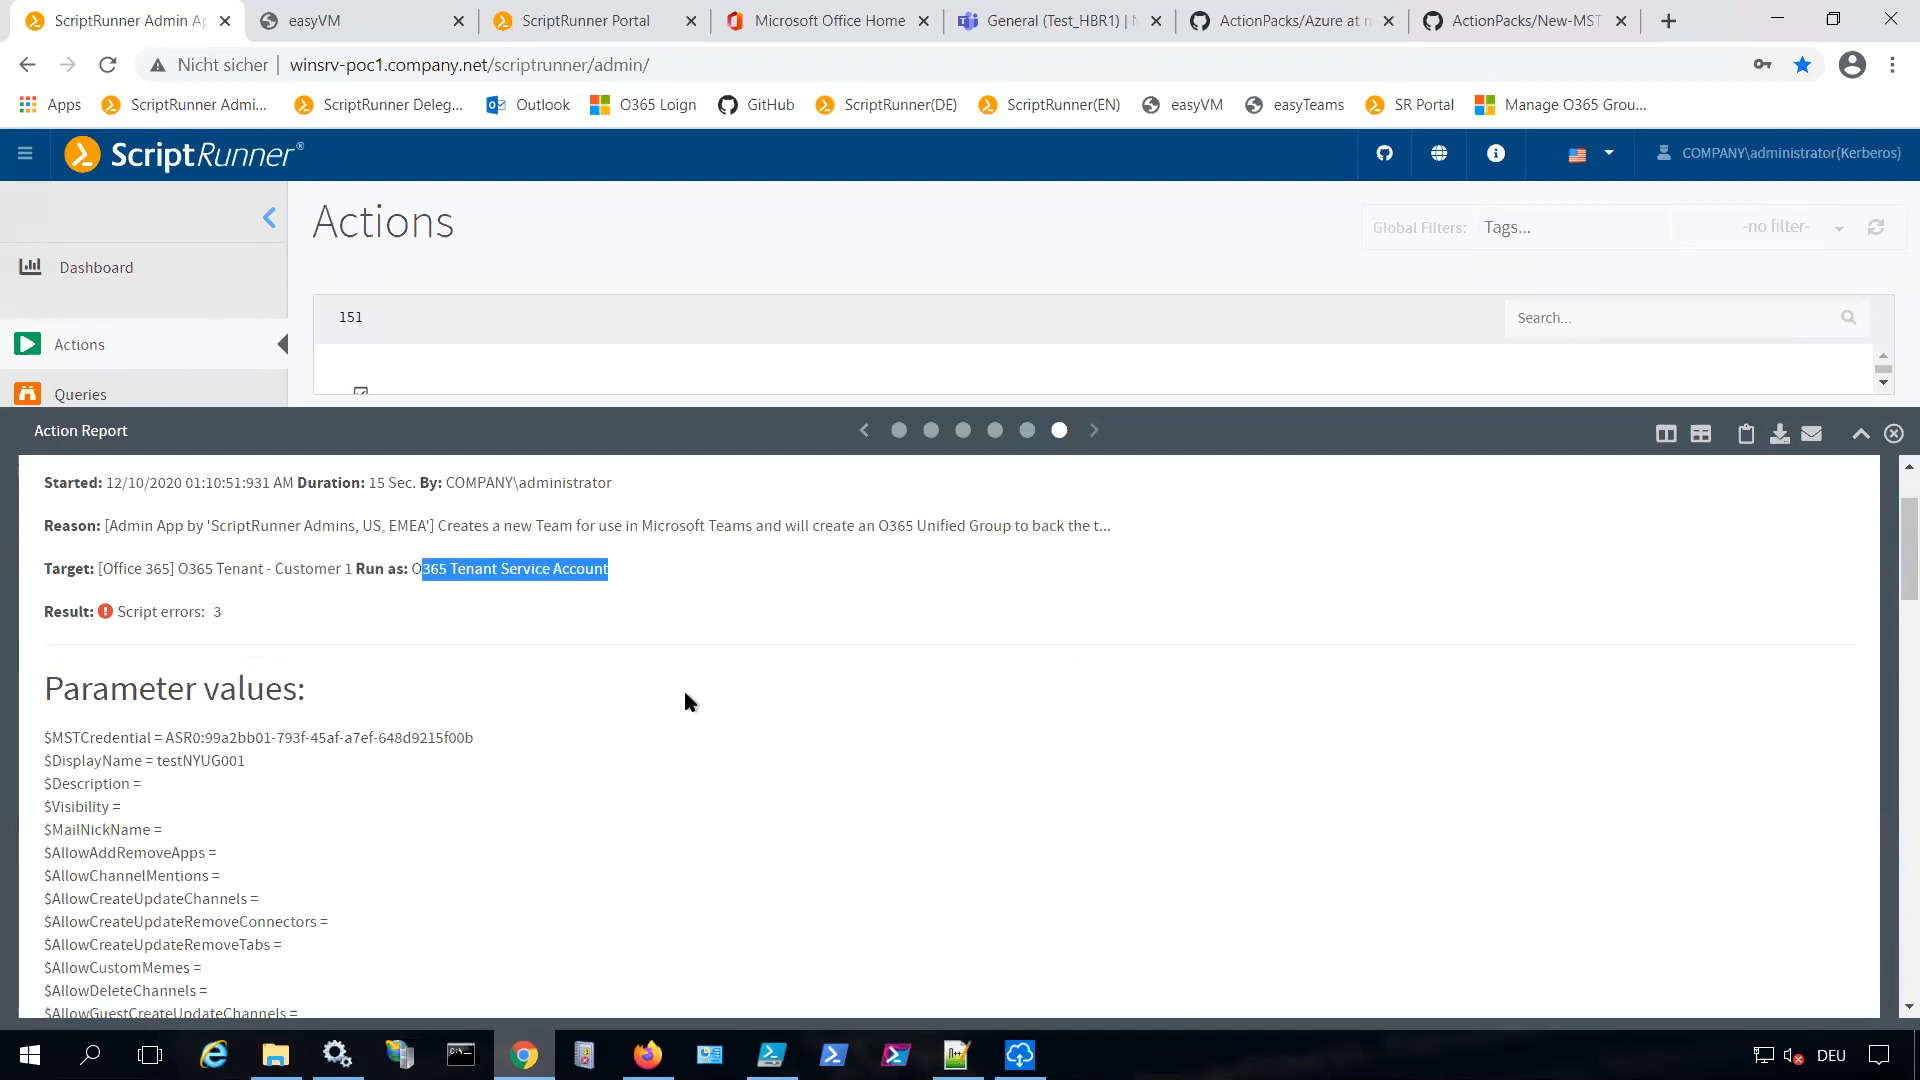 ScriptRunner Admin Ap
easyVM
ScriptRunner Portal
Microsoft Office Home
General (Test_HBR1) |
ActionPacks/Azure at m
ActionPacks/New-MST
Nicht sicher
winsrv-poc1.company.net/scriptrunner/admin/
Apps
ScriptRunner Admi...
ScriptRunner Deleg...
Outlook
O365 Loign
GitHub
ScriptRunner(DE)
ScriptRunner(EN)
easyVM
easyTeams
SR Portal
Manage O365 Grou...
ScriptRunner®
COMPANY\administrator(Kerberos)
Actions
Global Filters:
Tags...
-no filter-
Dashboard
151
Search...
Actions
Queries
Action Report
Started: 12/10/2020 01:10:51:931 AM Duration: 15 Sec. By: COMPANY\administrator
Reason: [Admin App by 'ScriptRunner Admins, US, EMEA'] Creates a new Team for use in Microsoft Teams and will create an O365 Unified Group to back the t...
Target: [Office 365] O365 Tenant - Customer 1 Run as: O365 Tenant Service Account
Result: Script errors: 3
Parameter values:
$MSTCredential = ASR0:99a2bb01-793f-45af-a7ef-648d9215f00b
$DisplayName = testNYUG001
$Description =
$Visibility =
$MailNickName =
$AllowAddRemoveApps =
$AllowChannelMentions =
$AllowCreateUpdateChannels =
$AllowCreateUpdateRemoveConnectors =
$AllowCreateUpdateRemoveTabs =
$AllowCustomMemes =
$AllowDeleteChannels =
$AllowGuestCreateUpdateChannels =
DEU